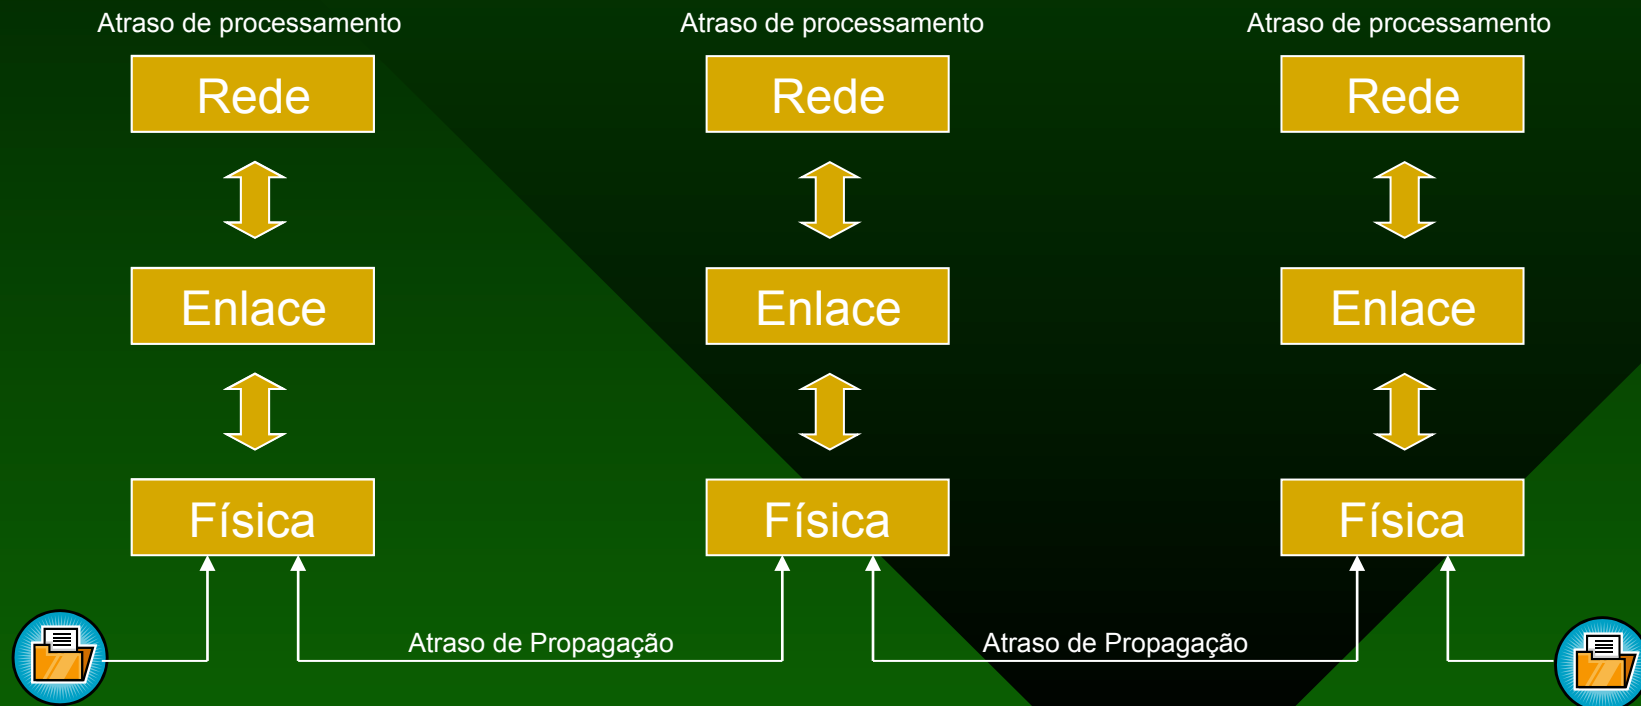 Atraso de processamento
Atraso de processamento
Atraso de processamento
Rede
Rede
Rede
Enlace
Enlace
Enlace
Física
Física
Física
Atraso de Propagação
Atraso de Propagação